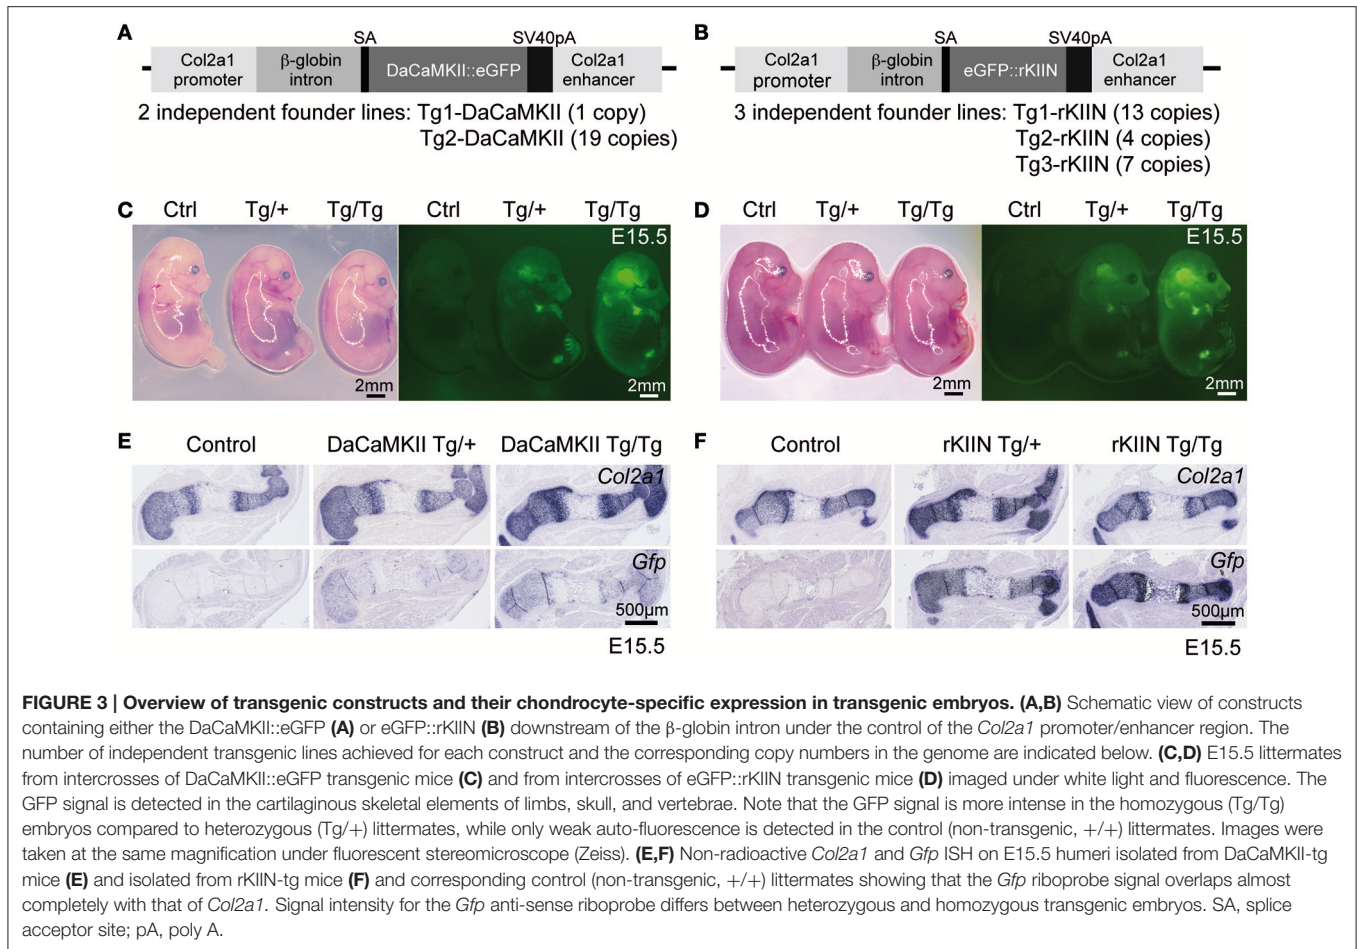 A
SA
SV40pA
Col2a1 promoter
β-globin intron
DaCaMKII::eGFP
Col2a1 enhancer
2 independent founder lines: Tg1-DaCaMKII (1 copy)
Tg2-DaCaMKII (19 copies)
B
SA
SV40pA
Col2a1 promoter
β-globin intron
eGFP::rKIIN
Col2a1 enhancer
3 independent founder lines: Tg1-rKIIN (13 copies)
Tg2-rKIIN (4 copies)
Tg3-rKIIN (7 copies)
C
Ctrl Tg/+ Tg/Tg Ctrl Tg/+ Tg/Tg
E15.5
2mm 2mm
D
Ctrl Tg/+ Tg/Tg Ctrl Tg/+ Tg/Tg
E15.5
2mm 2mm
E
Control DaCaMKII Tg/+ DaCaMKII Tg/Tg
Col2a1
Gfp
500µm
E15.5
F
Control rKIIN Tg/+ rKIIN Tg/Tg
Col2a1
Gfp
500µm
E15.5
FIGURE 3 | Overview of transgenic constructs and their chondrocyte-specific expression in transgenic embryos. (A,B) Schematic view of constructs
containing either the DaCaMKII::eGFP (A) or eGFP::rKIIN (B) downstream of the β-globin intron under the control of the Col2a1 promoter/enhancer region. The
number of independent transgenic lines achieved for each construct and the corresponding copy numbers in the genome are indicated below. (C,D) E15.5 littermates
from intercrosses of DaCaMKII::eGFP transgenic mice (C) and from intercrosses of eGFP::rKIIN transgenic mice (D) imaged under white light and fluorescence. The
GFP signal is detected in the cartilaginous skeletal elements of limbs, skull, and vertebrae. Note that the GFP signal is more intense in the homozygous (Tg/Tg)
embryos compared to heterozygous (Tg/+) littermates, while only weak auto-fluorescence is detected in the control (non-transgenic, +/+) littermates. Images were
taken at the same magnification under fluorescent stereomicroscope (Zeiss). (E,F) Non-radioactive Col2a1 and Gfp ISH on E15.5 humeri isolated from DaCaMKII-tg
mice (E) and isolated from rKIIN-tg mice (F) and corresponding control (non-transgenic, +/+) littermates showing that the Gfp riboprobe signal overlaps almost
completely with that of Col2a1. Signal intensity for the Gfp anti-sense riboprobe differs between heterozygous and homozygous transgenic embryos. SA, splice
acceptor site; pA, poly A.